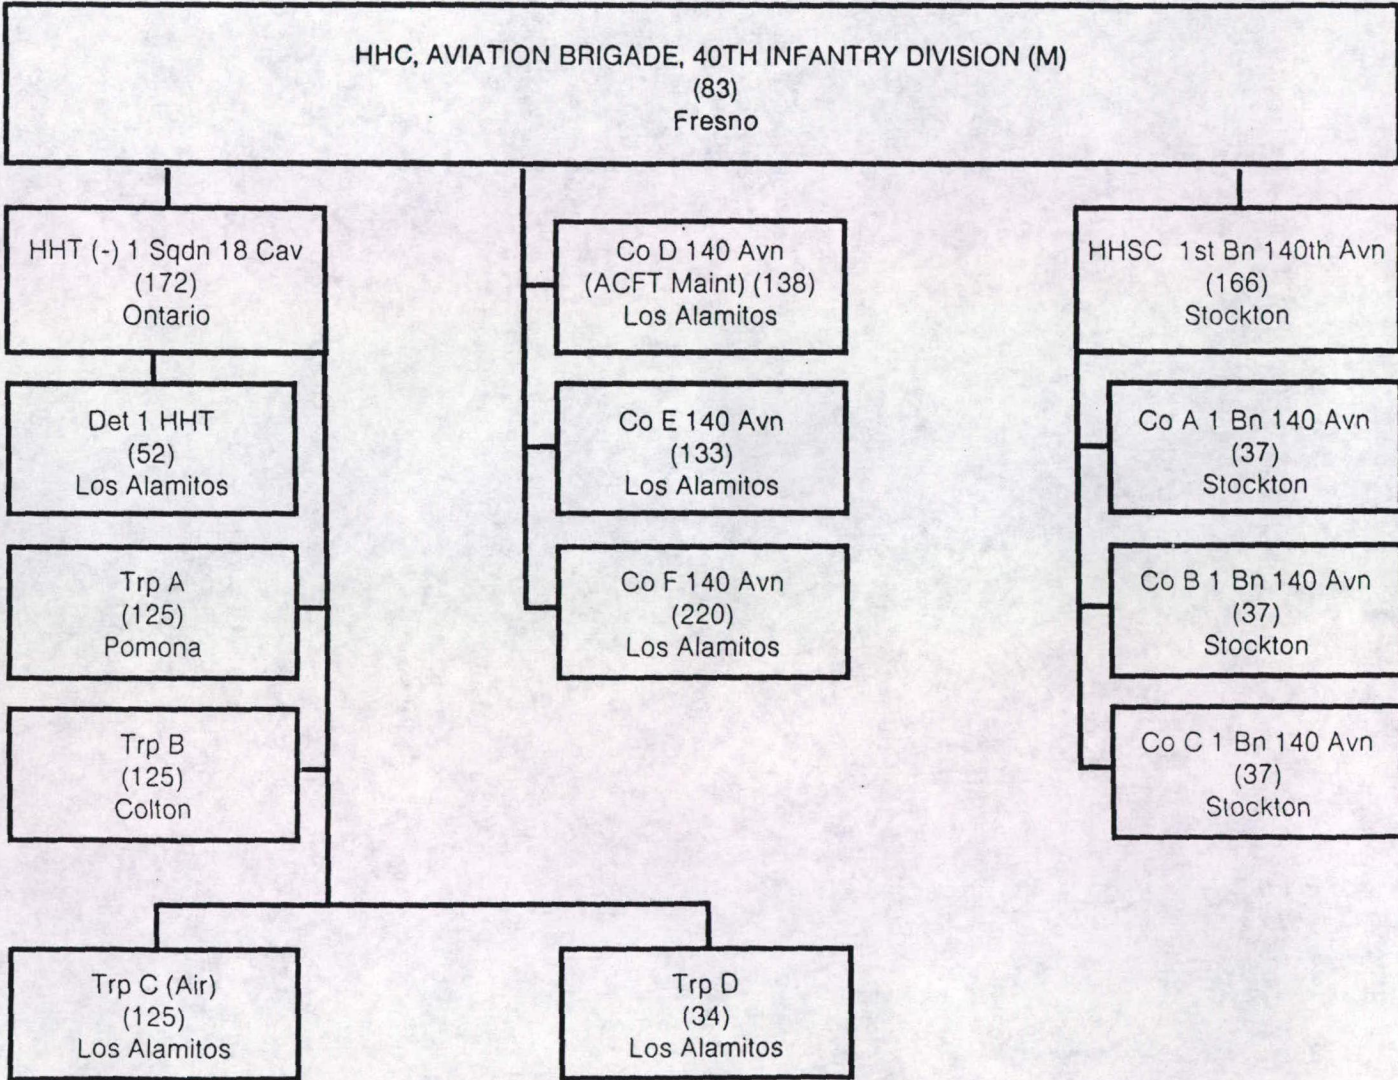 HHC, AVIATION BRIGADE, 40TH INFANTRY DIVISION (M)
(83)
Fresno
HHT (-) 1 Sqdn 18 Cav
(172)
Ontario
Det 1 HHT
(52)
Los Alamitos
Trp A
(125)
Pomona
Trp B
(125)
Colton
Trp C (Air)
(125)
Los Alamitos
Trp D
(34)
Los Alamitos
Co D 140 Avn
(ACFT Maint) (138)
Los Alamitos
Co E 140 Avn
(133)
Los Alamitos
Co F 140 Avn
(220)
Los Alamitos
HHSC 1st Bn 140th Avn
(166)
Stockton
Co A 1 Bn 140 Avn
(37)
Stockton
Co B 1 Bn 140 Avn
(37)
Stockton
Co C 1 Bn 140 Avn
(37)
Stockton